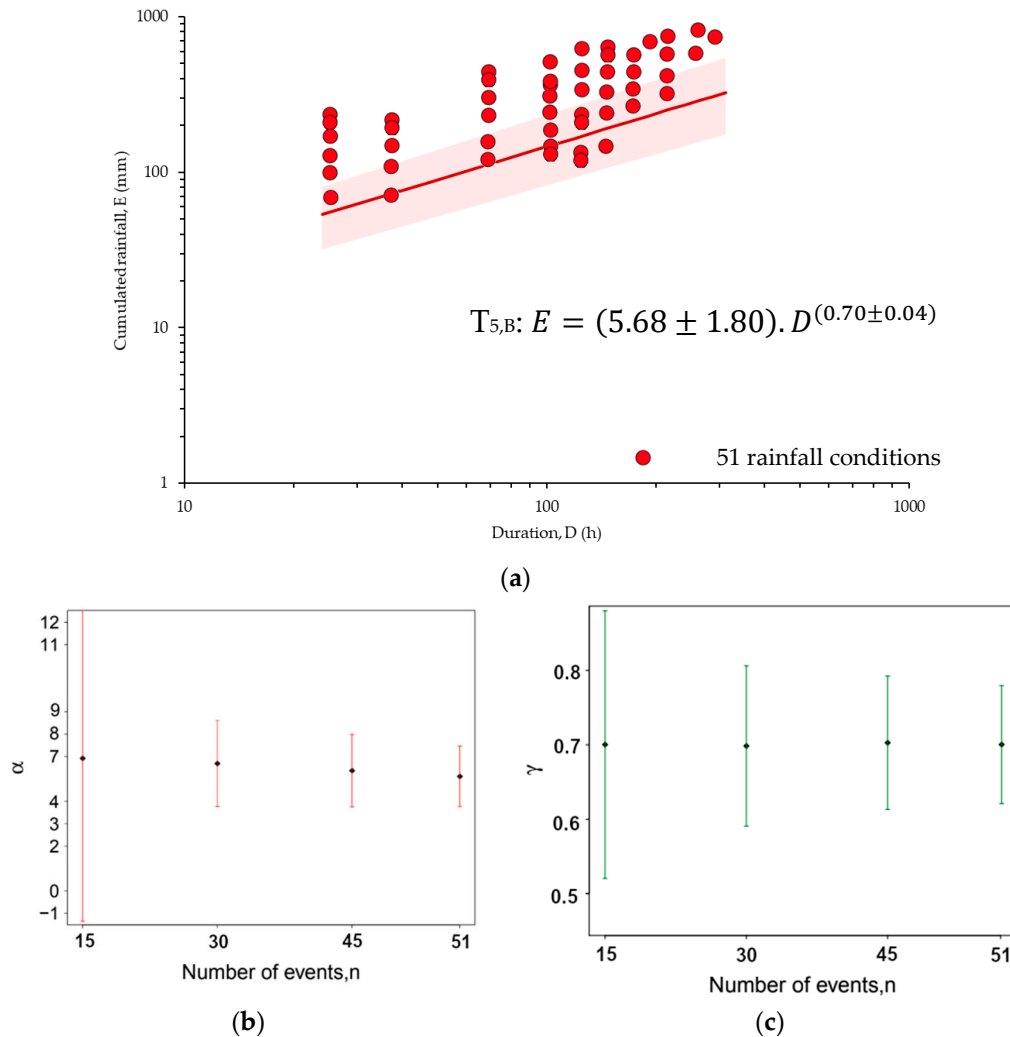 1000
100
10
1
Cumulated rainfall, E (mm)
T5,B: E = (5.68 ± 1.80). D^(0.70±0.04)
51 rainfall conditions
10 100 1000
Duration, D (h)
(a)
12
11
9
8
7
4
3
2
0
−1
α
15 30 45 51
Number of events,n
(b)
0.8
0.7
0.6
0.5
γ
15 30 45 51
Number of events,n
(c)